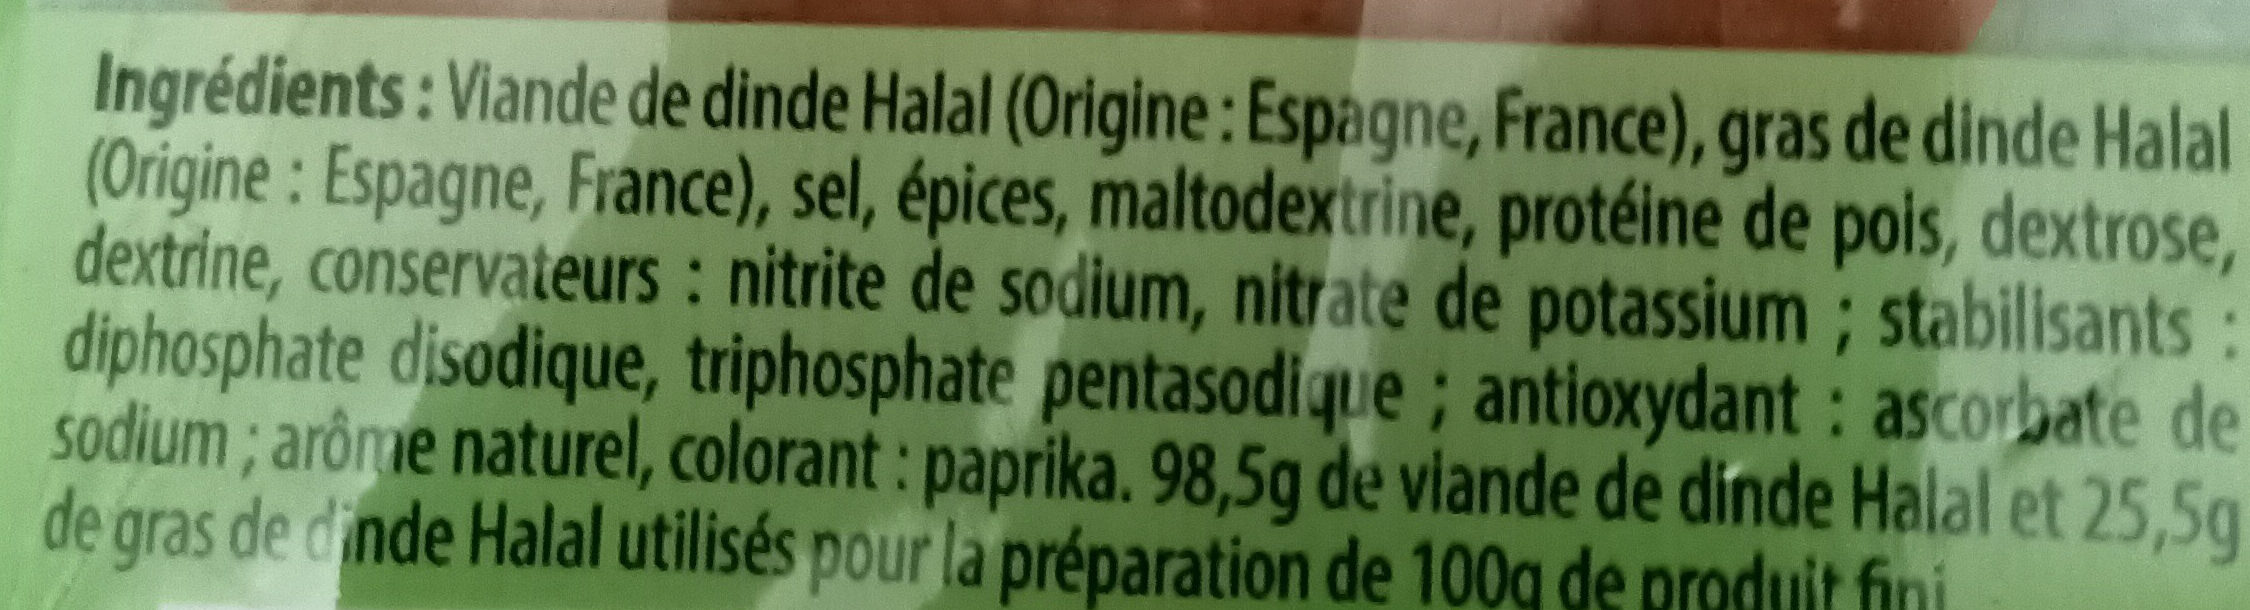 Ingrédients : Viande de dinde Halal (Origine : Espagne, France), gras de dinde Halal
(Origine : Espagne, France), sel, épices, maltodextrine, protéine de pois, dextrose,
dextrine, conservateurs : nitrite de sodium, nitrate de potassium ; stabilisants :
diphosphate disodique, triphosphate pentasodique ; antioxydant : ascorbate de
sodium ; arôme naturel, colorant : paprika. 98,5g de viande de dinde Halal et 25,5g
de gras de dinde Halal utilisés pour la préparation de 100g de produit fini